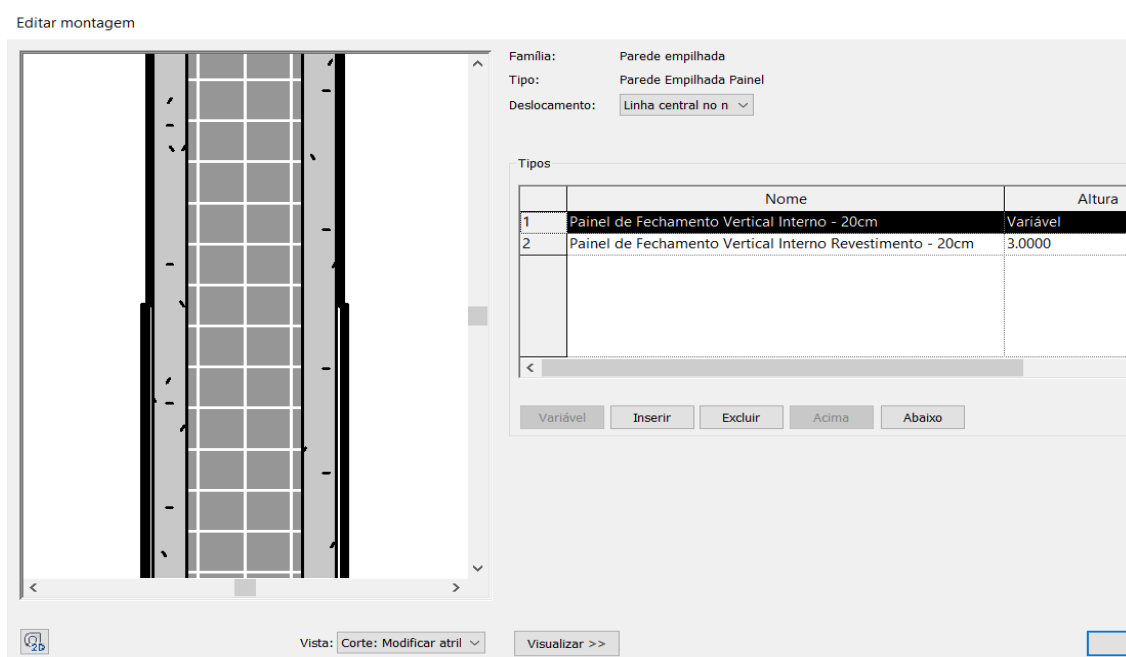 Editar montagem
Família: Parede empilhada
Tipo: Parede Empilhada Painel
Deslocamento: Linha central no n
Tipos
Nome Altura
1 Painel de Fechamento Vertical Interno - 20cm Variável
2 Painel de Fechamento Vertical Interno Revestimento - 20cm 3.0000
Variável Inserir Excluir Acima Abaixo
2D Vista: Corte: Modificar atril Visualizar >>